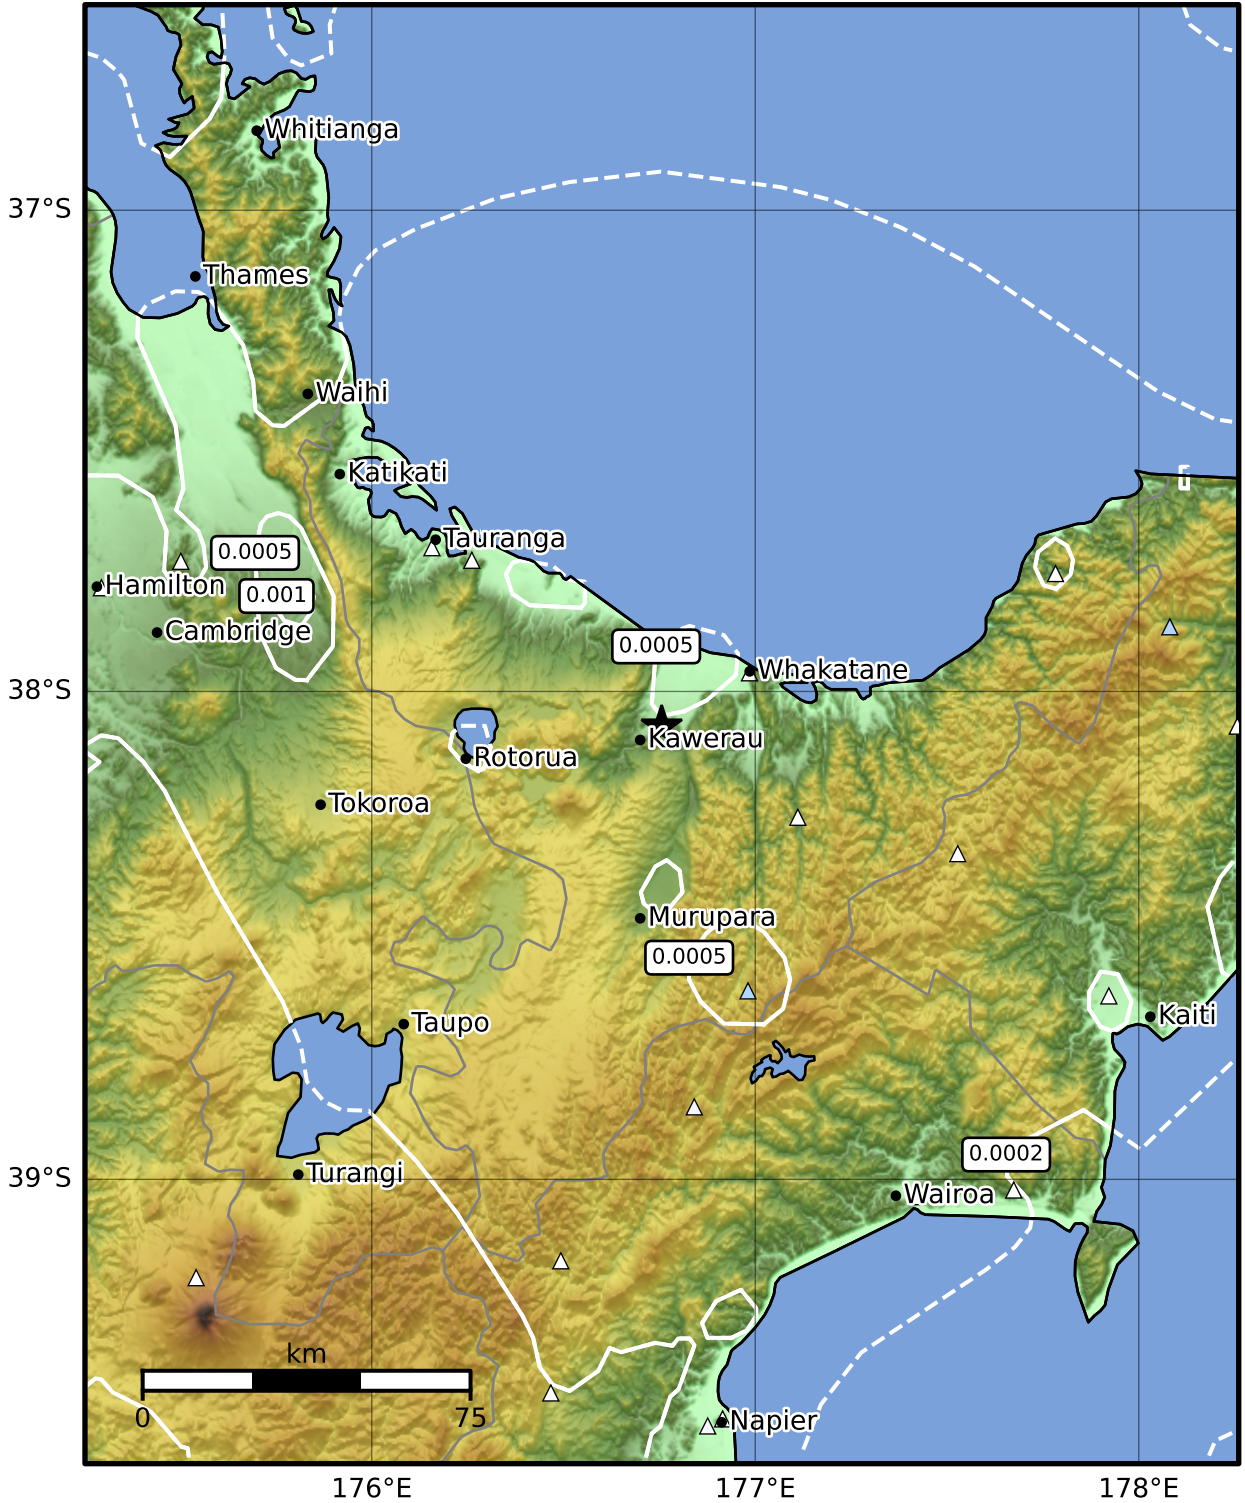 Whitianga
37°S
Thames
Waihi
Katikati
Tauranga
0.0005
Hamilton
0.001
Cambridge
0.0005
Whakatane
38°S
Kawerau
Rotorua
Tokoroa
Murupara
0.0005
Kaiti
Taupo
0.0002
39°S
Turangi
Wairoa
km
0
75
Napier
176°E
177°E
178°E